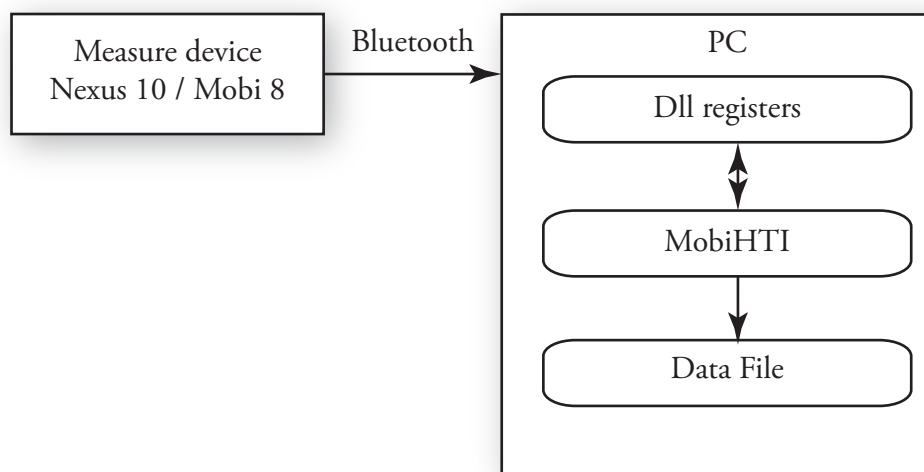 Measure device
Nexus 10 / Mobi 8
Bluetooth
PC
Dll registers
MobiHTI
Data File